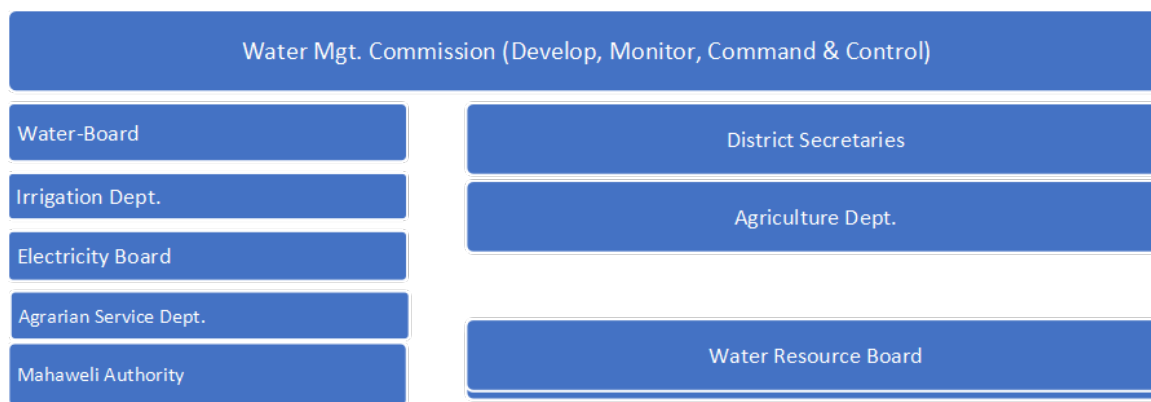 Water Mgt. Commission (Develop, Monitor, Command & Control)
Water-Board
Irrigation Dept.
Electricity Board
Agrarian Service Dept.
Mahaweli Authority
District Secretaries
Agriculture Dept.
Water Resource Board